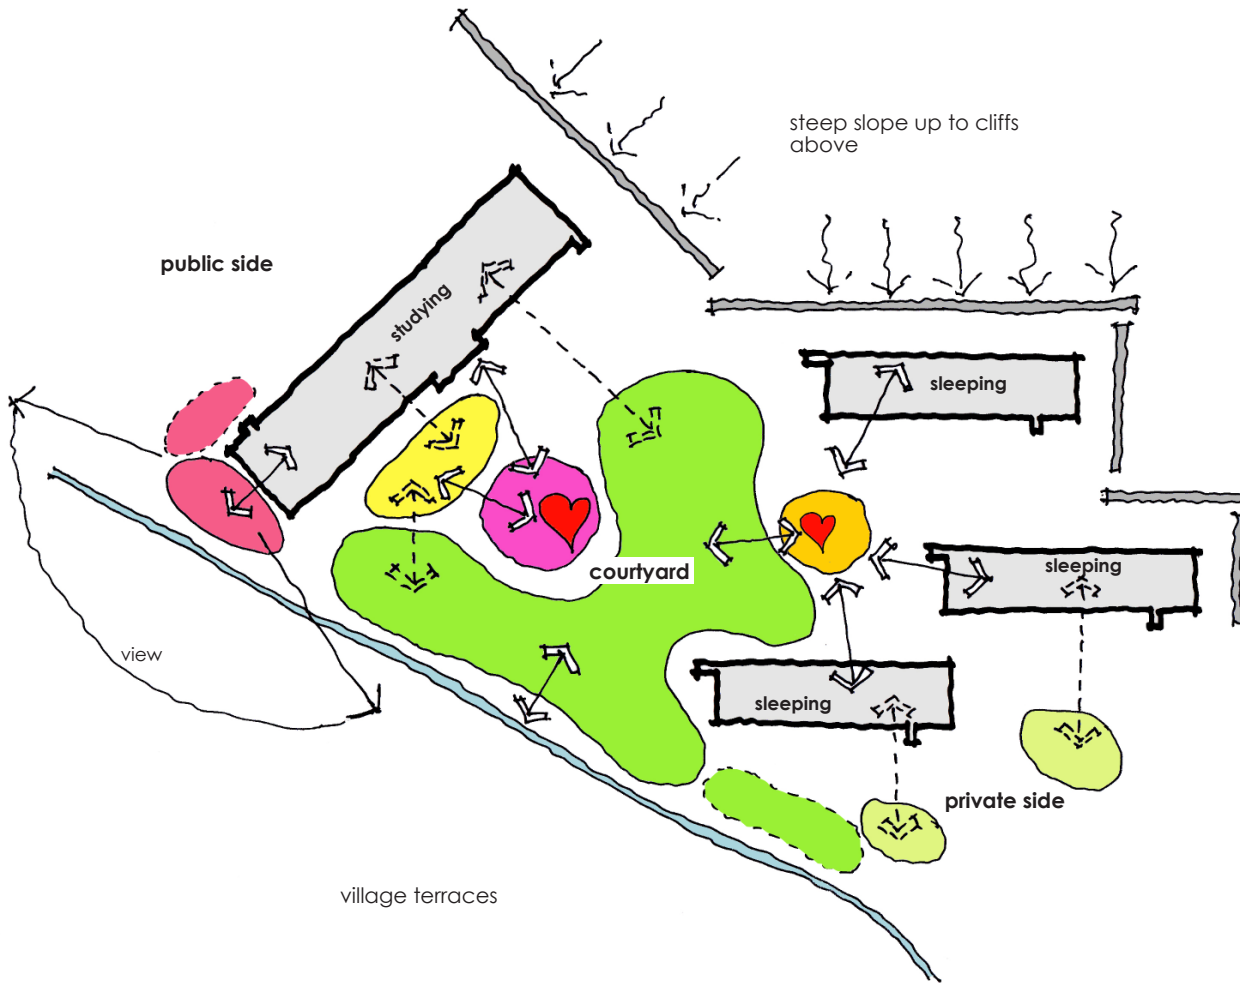 steep slope up to cliffs
above
public side
studying
sleeping
courtyard
sleeping
view
sleeping
private side
village terraces